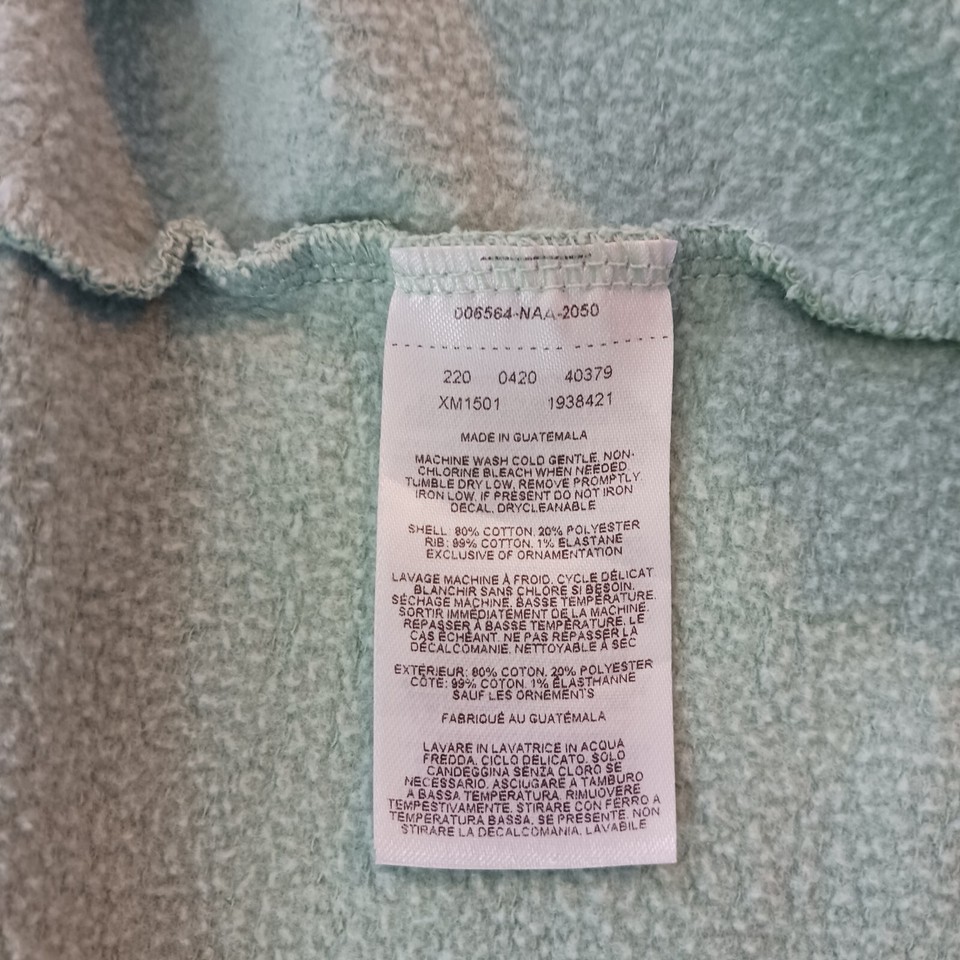 006564-NAA-2050
220 0420 40379
XM1501 1938421
MADE IN GUATEMALA
MACHINE WASH COLD GENTLE. NON-
CHLORINE BLEACH WHEN NEEDED
TUMBLE DRY LOW, REMOVE PROMPTLY
IRON LOW, IF PRESENT DO NOT IRON
DECAL, DRYCLEANABLE
SHELL: 80% COTTON, 20% POLYESTER
RIB: 99% COTTON, 1% ELASTANE
EXCLUSIVE OF ORNAMENTATION
LAVAGE MACHINE À FROID, CYCLE DÉLICAT
BLANCHIR SANS CHLORE SI BESOIN.
SÉCHAGE MACHINE, BASSE TEMPÉRATURE.
SORTIR IMMÉDIATEMENT DE LA MACHINE.
REPASSER À BASSE TEMPÉRATURE. LE
CAS ÉCHÉANT. NE PAS REPASSER LA
DÉCALCOMANIE. NETTOYABLE À SEC
EXTÉRIEUR: 80% COTON, 20% POLYESTER
CÔTE: 99% COTON, 1% ÉLASTHANNE
SAUF LES ORNEMENTS
FABRIQUÉ AU GUATÉMALA
LAVARE IN LAVATRICE IN ACQUA
FREDDA, CICLO DELICATO. SOLO
CANDEGGINA SENZA CLORO SE
NECESSARIO. ASCIUGARE A TAMBURO
A BASSA TEMPERATURA. RIMUOVERE
TEMPESTIVAMENTE. STIRARE CON FERRO A
TEMPERATURA BASSA. SE PRESENTE, NON
STIRARE LA DECALCOMANIA. LAVABILE